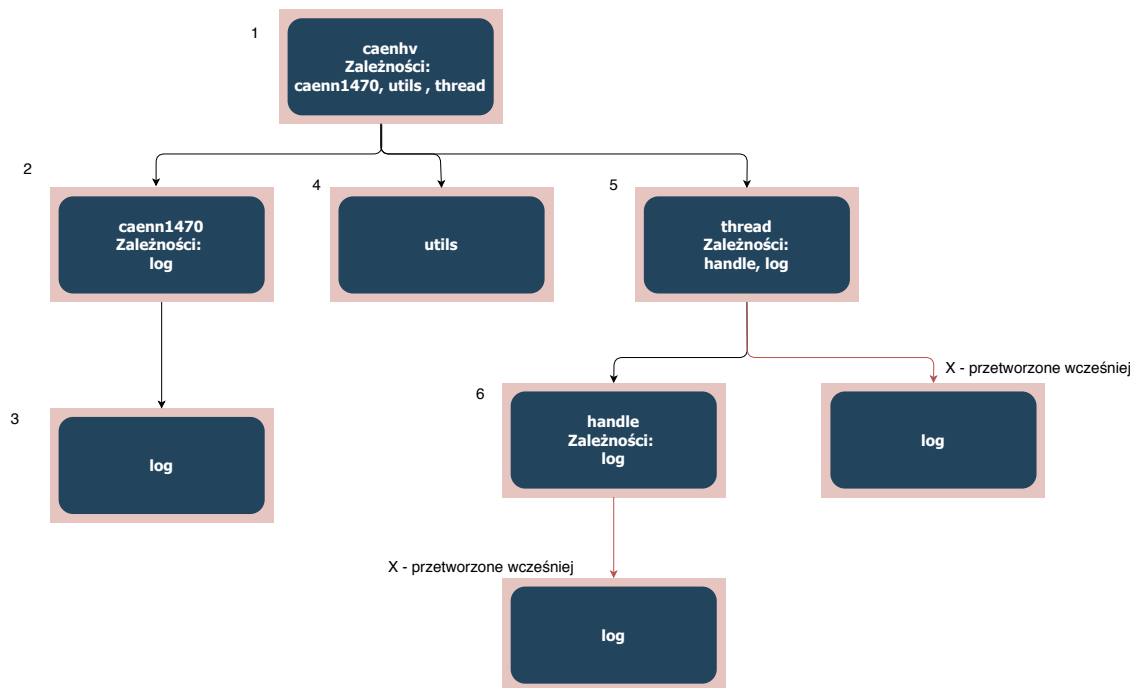 1
caenhv
Zależności:
caenn1470, utils , thread
2
caenn1470
Zależności:
log
4
utils
5
thread
Zależności:
handle, log
X - przetworzone wcześniej
3
log
6
handle
Zależności:
log
log
X - przetworzone wcześniej
log